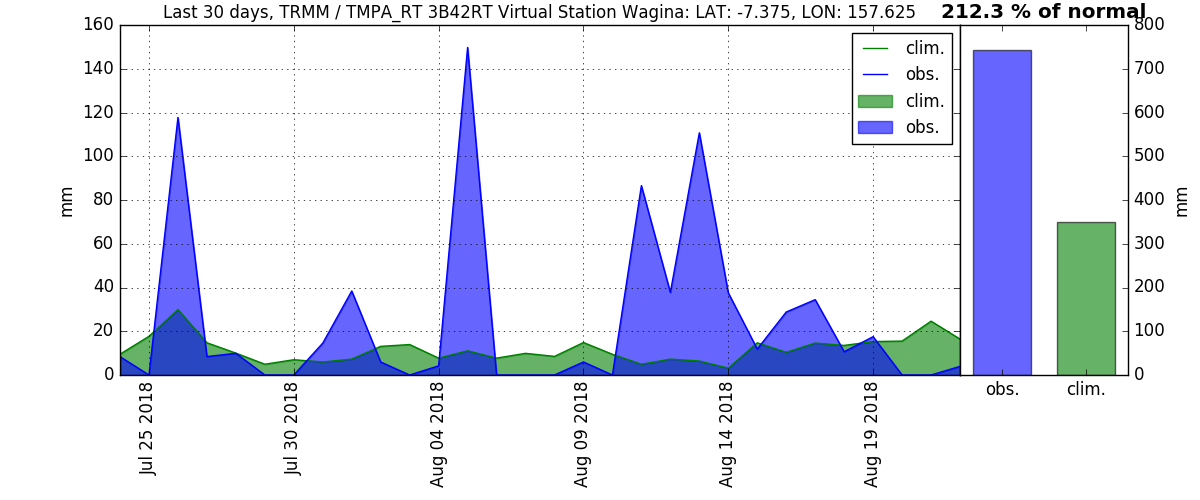 Last 30 days, TRMM / TMPA_RT 3B42RT Virtual Station Wagina: LAT: -7.375, LON: 157.625
212.3 % of normal
160
140
120
100
80
60
40
20
0
mm
clim.
obs.
clim.
obs.
800
700
600
500
400
300
200
100
0
mm
obs.
clim.
Jul 25 2018
Jul 30 2018
Aug 04 2018
Aug 09 2018
Aug 14 2018
Aug 19 2018